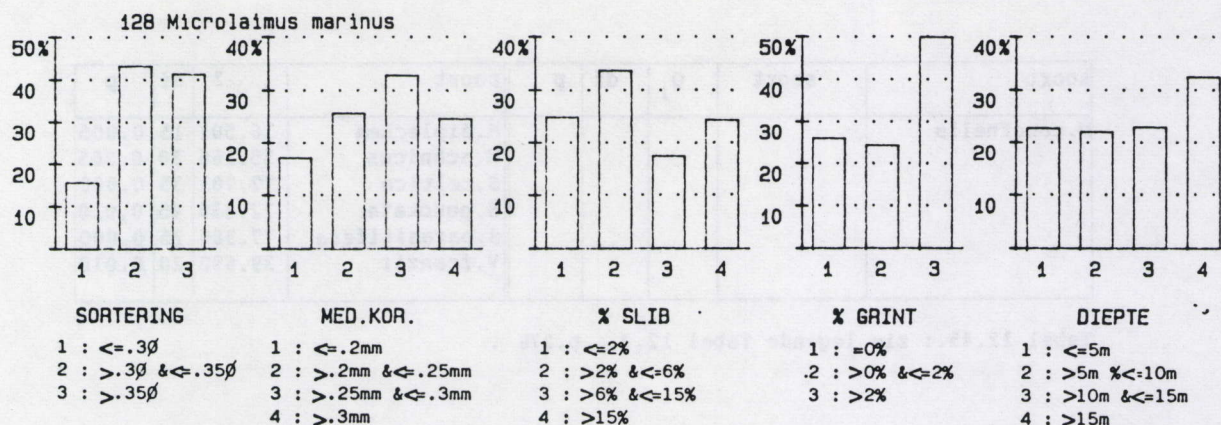 128 Microlaimus marinus
50% 40% 40% 50% 40%
40 30 30 40 30
30 30
20 20 20 20 20
10 10 10 10 10
1 2 3 1 2 3 4 1 2 3 4 1 2 3 1 2 3 4
SORTERING MED.KOR. % SLIB % GRINT DIEPTE
1 : <=.3Ø 1 : <=.2mm 1 : <=2% 1 : =0% 1 : <=5m
2 : >.3Ø &<=.35Ø 2 : >.2mm &<=.25mm 2 : >2% &<=6% 2 : >0% &<=2% 2 : >5m %<=10m
3 : >.35Ø 3 : >.25mm &<=.3mm 3 : >6% &<=15% 3 : >2% 3 : >10m &<=15m
4 : >.3mm 4 : >15% 4 : >15m